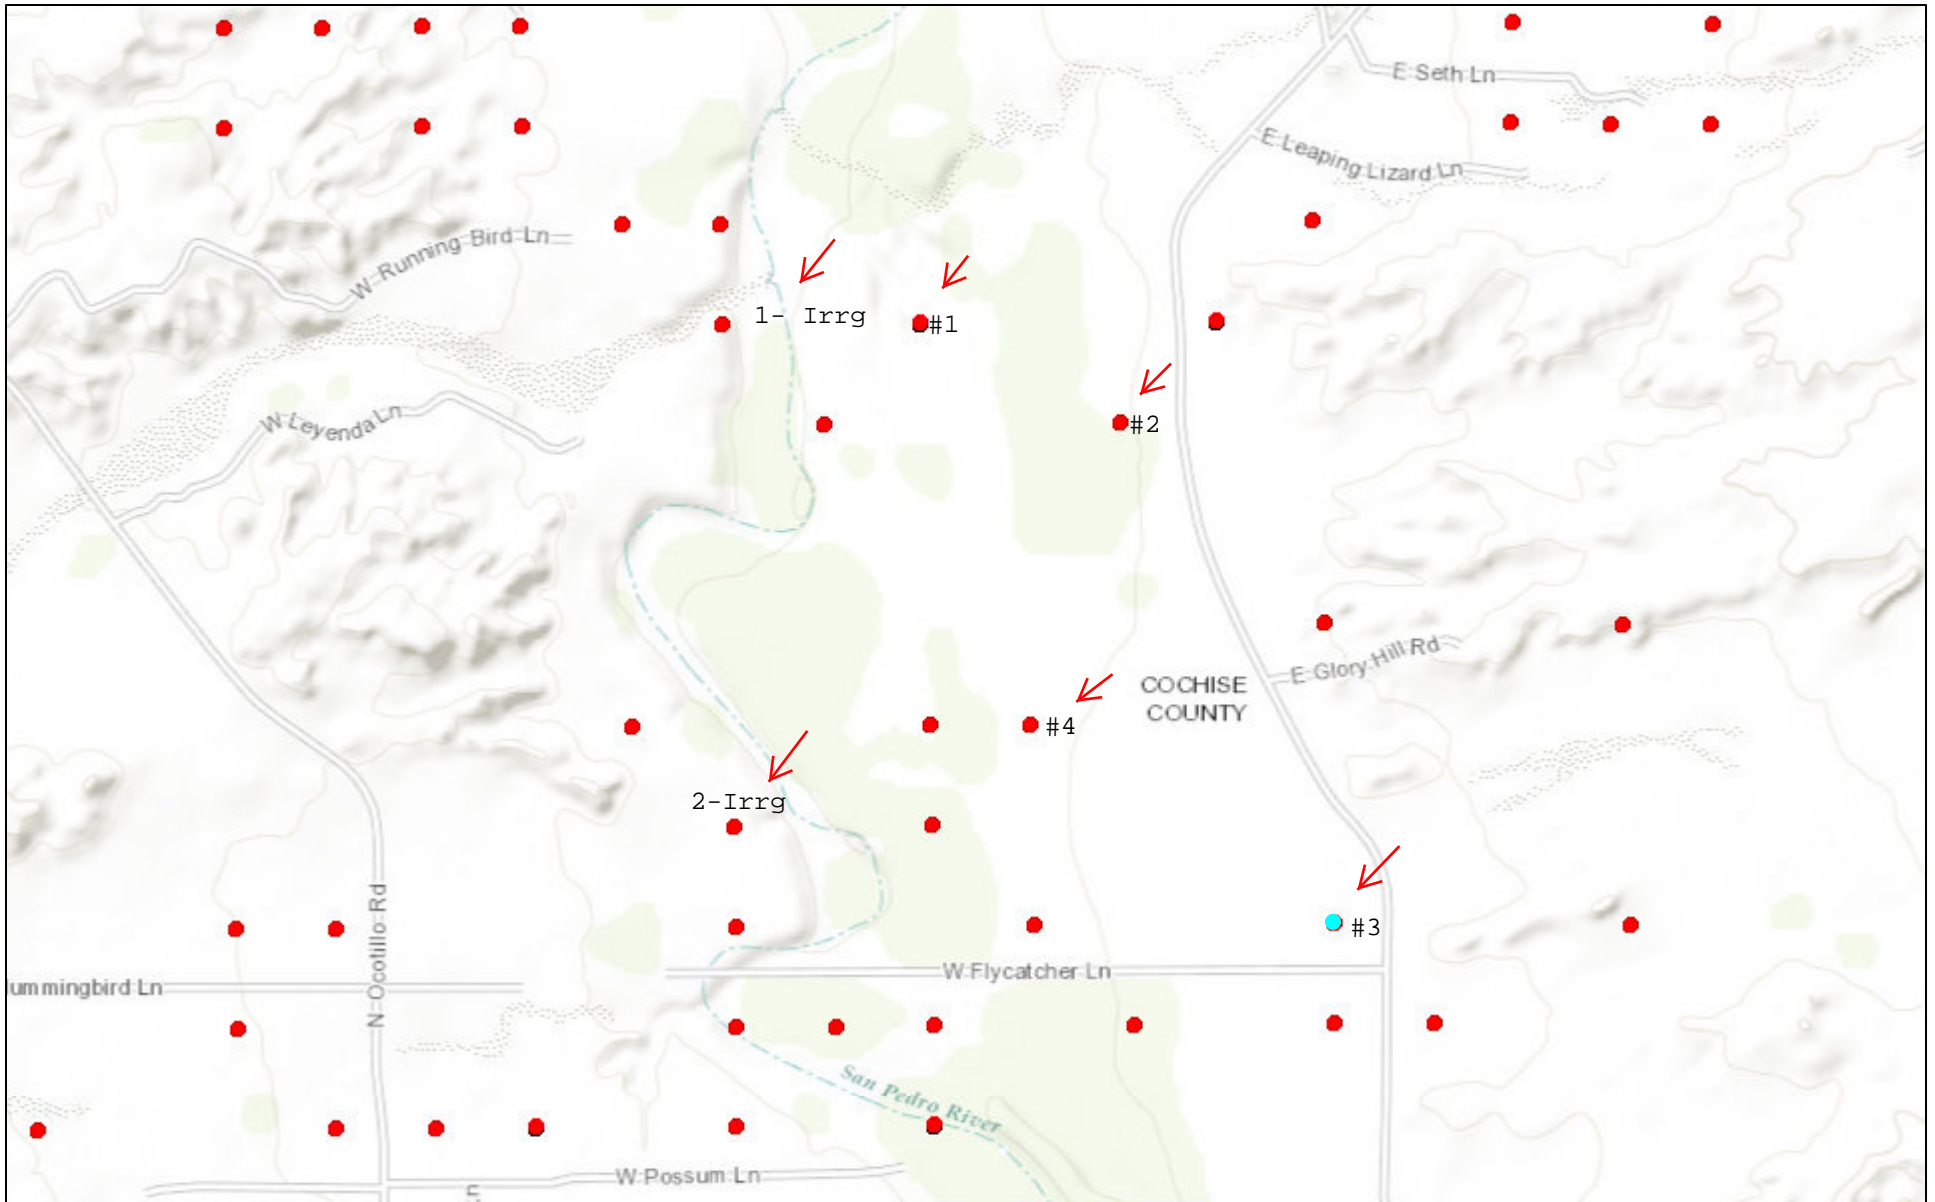 E Seth Ln
E Leaping Lizard Ln
W Running Bird Ln
1- Irrg
#1
W Leyenda Ln
#2
E Glory Hill Rd
COCHISE
COUNTY
#4
2-Irrg
#3
N Ocotillo Rd
W Flycatcher Ln
ummingbird Ln
San Pedro River
W Possum Ln